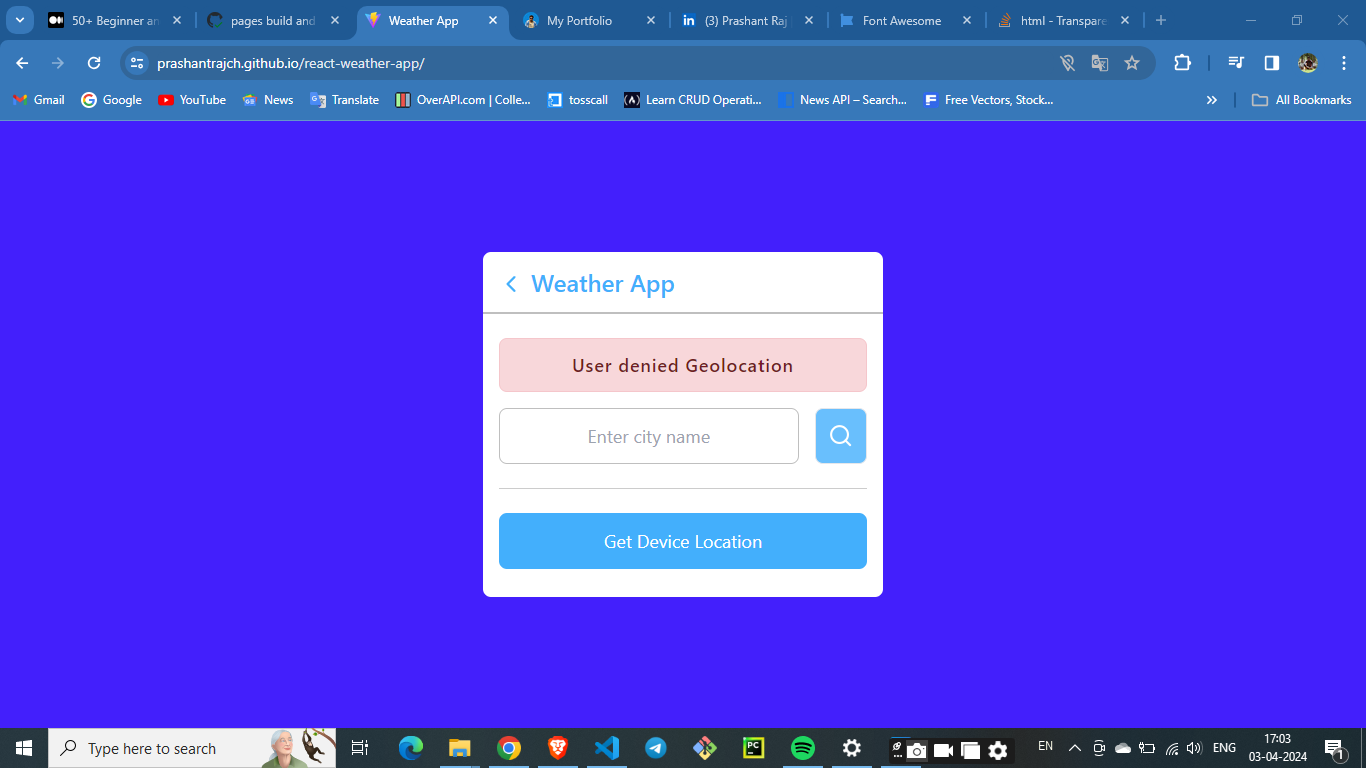 50+ Beginner an
pages build and
Weather App
My Portfolio
(3) Prashant Raj
Font Awesome
html - Transpare
prashantrajch.github.io/react-weather-app/
Gmail
Google
YouTube
News
Translate
OverAPI.com | Colle...
tosscall
Learn CRUD Operati...
News API – Search...
Free Vectors, Stock...
All Bookmarks
Weather App
User denied Geolocation
Enter city name
Get Device Location
Type here to search
EN
ENG
17:03
03-04-2024
1